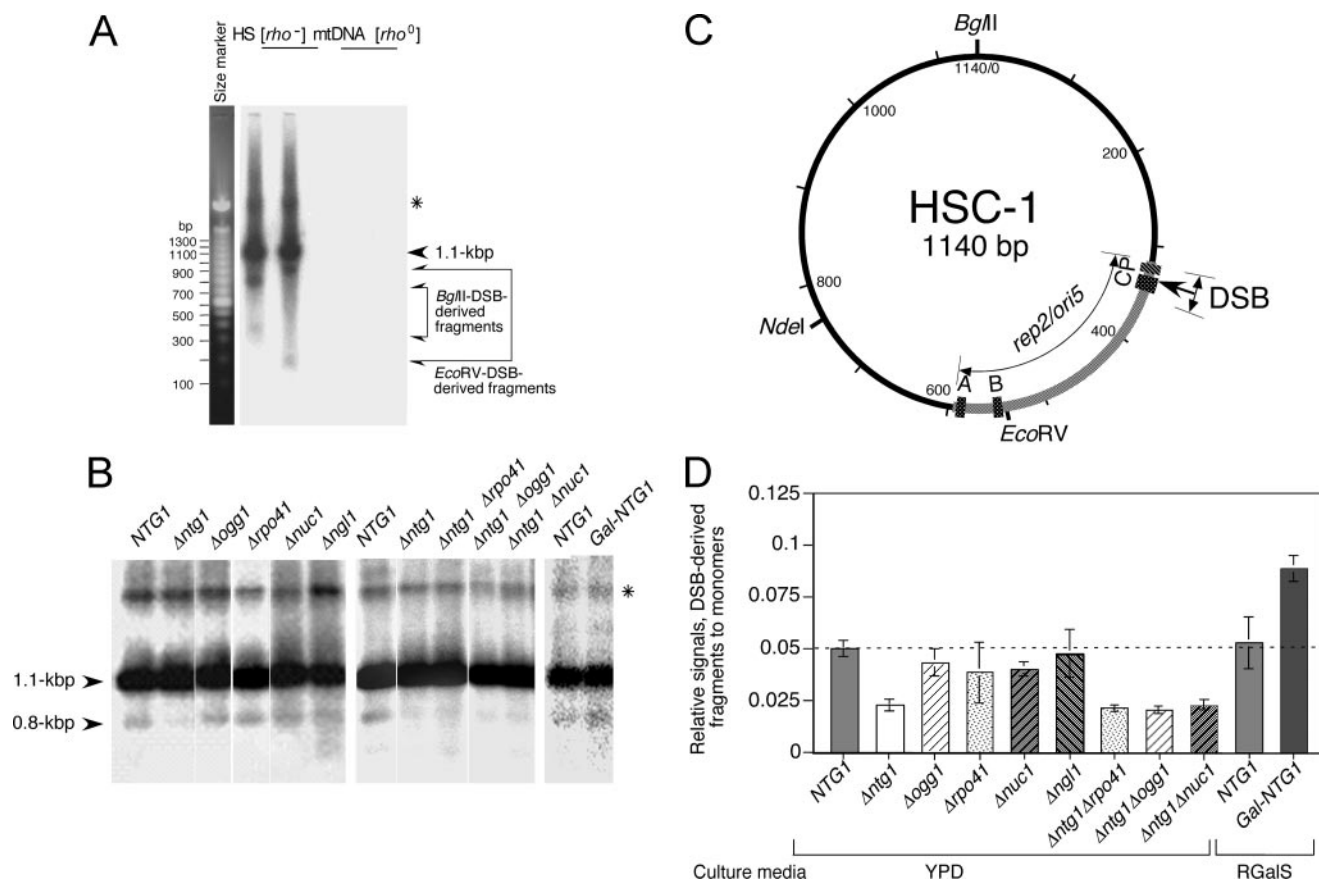 A
HS [rho⁻] mtDNA [rho⁰]
Size marker
bp
1300
1100
900
700
500
300
100
*
1.1-kbp
BglII-DSB-
derived
fragments
EcoRV-DSB-
derived fragments
B
NTG1
Δntg1
Δogg1
Δrpo41
Δnuc1
Δngl1
NTG1
Δntg1
Δntg1 Δrpo41
Δntg1 Δogg1
Δntg1 Δnuc1
NTG1
Gal-NTG1
*
1.1-kbp
0.8-kbp
C
BglII
1140/0
1000
200
HSC-1
1140 bp
800
NdeI
CP
DSB
rep2/ori5
400
600
A
B
EcoRV
D
Relative signals, DSB-derived
fragments to monomers
0.125
0.1
0.075
0.05
0.025
0
NTG1
Δntg1
Δogg1
Δrpo41
Δnuc1
Δngl1
Δntg1Δrpo41
Δntg1Δogg1
Δntg1Δnuc1
NTG1
Gal-NTG1
Culture media YPD RGalS